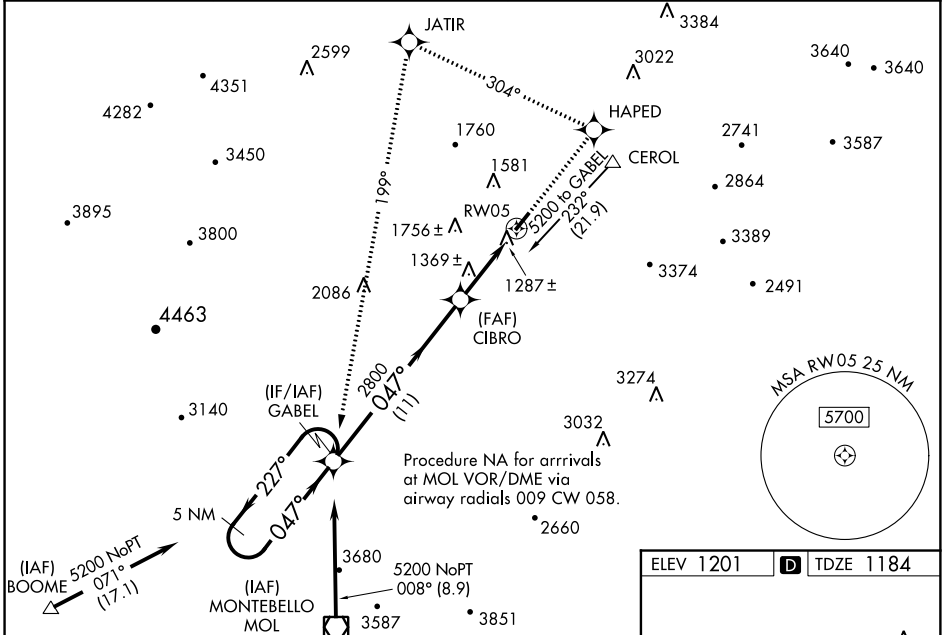 JATIR
3384
2599
3022
3640
3640
4351
4282
304°
HAPED
1760
2741
3587
3450
CEROL
1581
199°
5200 to GABEL
232°
(21.9)
2864
3895
RW05
1756 ±
3800
3389
1369 ±
3374
2086
1287 ±
2491
4463
(FAF)
CIBRO
2800
047°
(11)
MSA RW05 25 NM
5700
3274
(IF/IAF)
GABEL
3140
3032
227°
047°
Procedure NA for arrrivals
at MOL VOR/DME via
airway radials 009 CW 058.
5 NM
2660
(IAF)
BOOME
5200 NoPT
071°
(17.1)
3680
5200 NoPT
008° (8.9)
(IAF)
MONTEBELLO
MOL
3587
3851
ELEV 1201
D
TDZE 1184